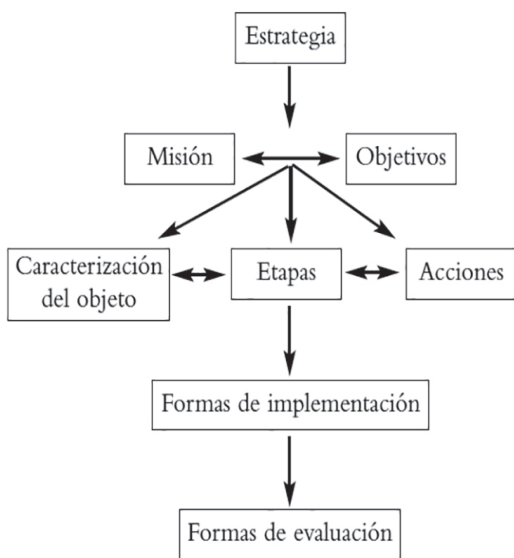 Estrategia
Misión
Objetivos
Caracterización
del objeto
Etapas
Acciones
Formas de implementación
Formas de evaluación